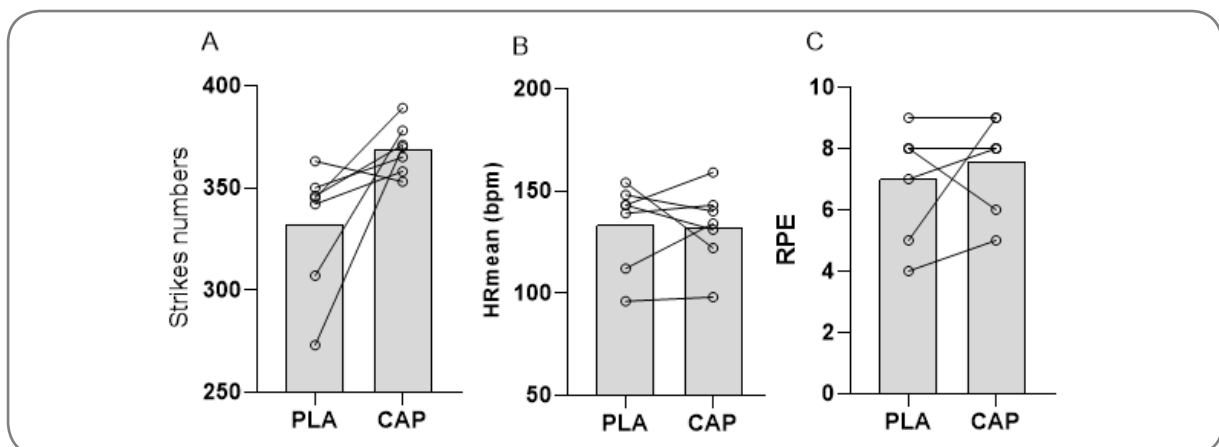 A
Strikes numbers
400
350
300
250
PLA CAP
B
HRmean (bpm)
200
150
100
50
PLA CAP
C
RPE
10
8
6
4
2
0
PLA CAP